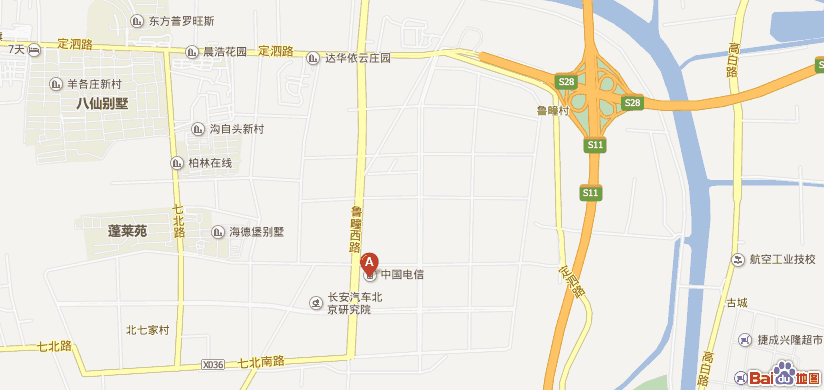 东方普罗旺斯
7天
定泗路
晨浩花园
定泗路
达华依云庄园
高白路
S28
S28
羊各庄新村
八仙别墅
鲁疃村
沟自头新村
S11
柏林在线
S11
七北路
鲁疃西路
蓬莱苑
海德堡别墅
A
中国电信
航空工业技校
定泗路
长安汽车北
京研究院
古城
北七家村
捷成兴隆超市
七北路
X036
七北南路
高白路
Bai du 地图